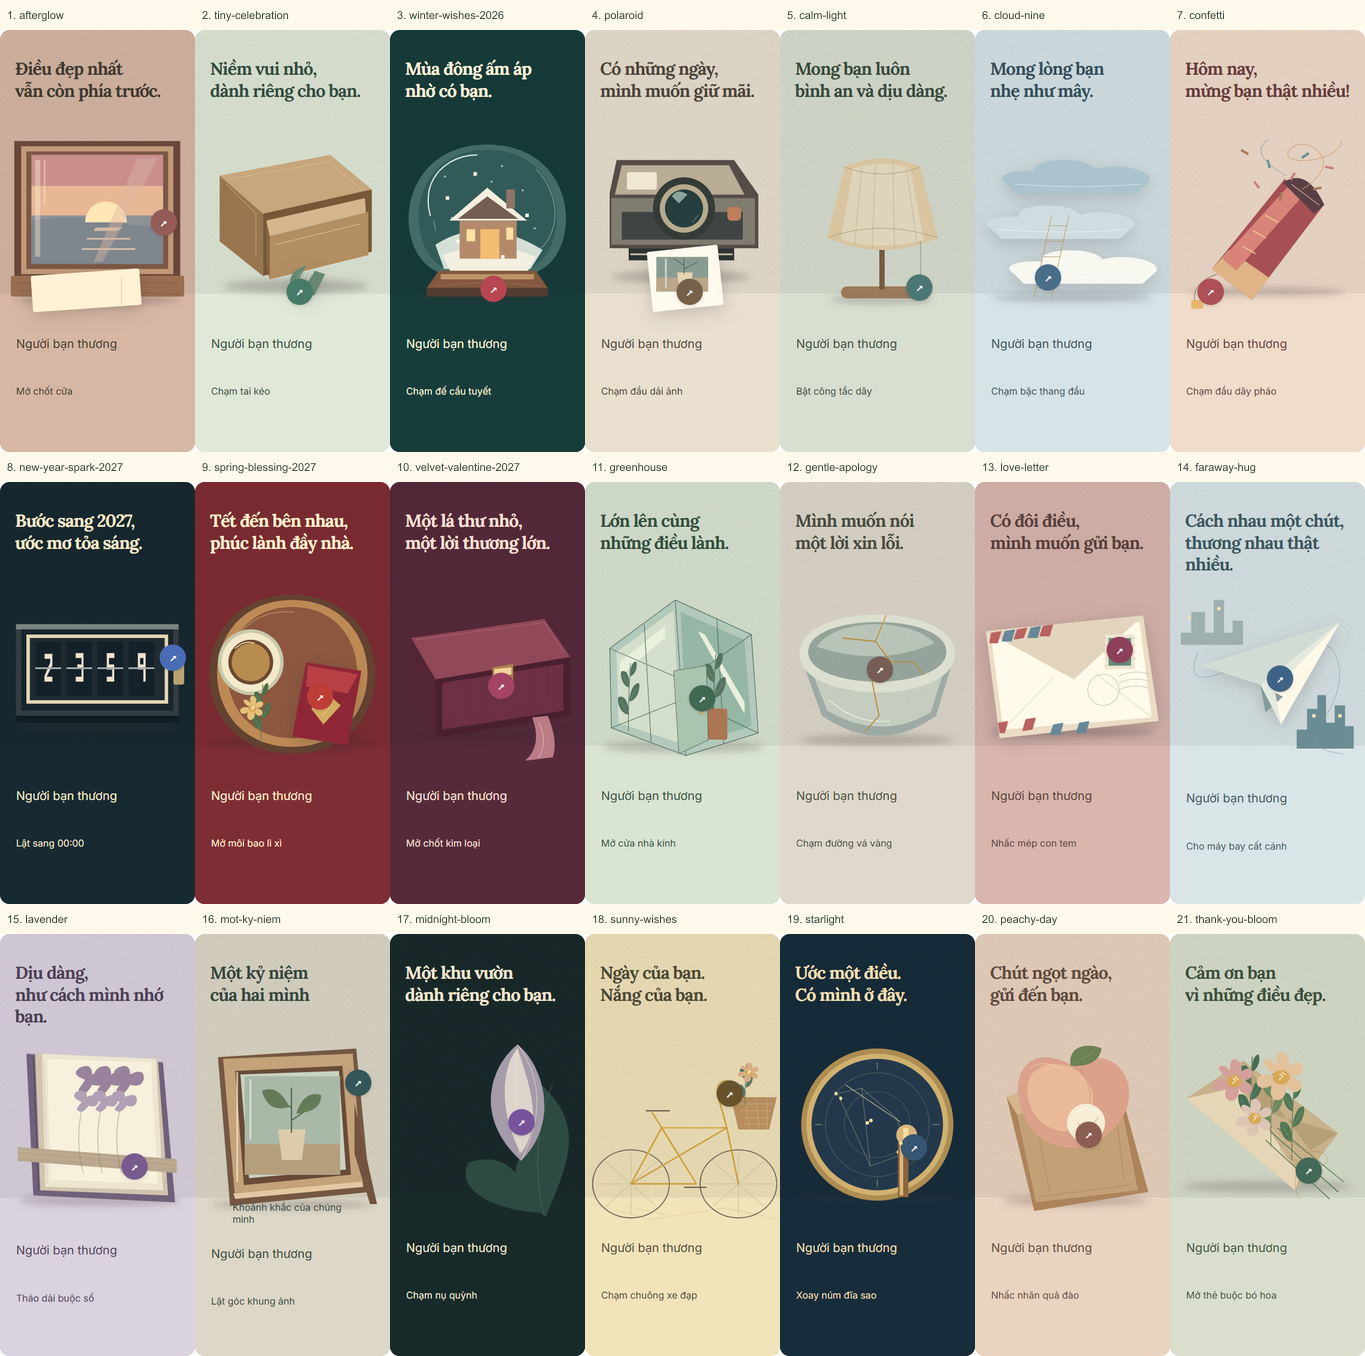 1. afterglow
Điều đẹp nhất
vẫn còn phía trước.
Người bạn thương
Mở chốt cửa
2. tiny-celebration
Niềm vui nhỏ,
dành riêng cho bạn.
Người bạn thương
Chạm tai kéo
3. winter-wishes-2026
Mùa đông ấm áp
nhờ có bạn.
Người bạn thương
Chạm đế cầu tuyết
4. polaroid
Có những ngày,
mình muốn giữ mãi.
Người bạn thương
Chạm đầu dải ảnh
5. calm-light
Mong bạn luôn
bình an và dịu dàng.
Người bạn thương
Bật công tắc dây
6. cloud-nine
Mong lòng bạn
nhẹ như mây.
Người bạn thương
Chạm bậc thang đầu
7. confetti
Hôm nay,
mừng bạn thật nhiều!
Người bạn thương
Chạm đầu dây pháo
8. new-year-spark-2027
Bước sang 2027,
ước mơ tỏa sáng.
2 3 5 9
Người bạn thương
Lật sang 00:00
9. spring-blessing-2027
Tết đến bên nhau,
phúc lành đầy nhà.
Người bạn thương
Mở môi bao lì xì
10. velvet-valentine-2027
Một lá thư nhỏ,
một lời thương lớn.
Người bạn thương
Mở chốt kim loại
11. greenhouse
Lớn lên cùng
những điều lành.
Người bạn thương
Mở cửa nhà kính
12. gentle-apology
Mình muốn nói
một lời xin lỗi.
Người bạn thương
Chạm đường vá vàng
13. love-letter
Có đôi điều,
mình muốn gửi bạn.
Người bạn thương
Nhấc mép con tem
14. faraway-hug
Cách nhau một chút,
thương nhau thật
nhiều.
Người bạn thương
Cho máy bay cất cánh
15. lavender
Dịu dàng,
như cách mình nhớ
bạn.
Người bạn thương
Tháo dải buộc sổ
16. mot-ky-niem
Một kỷ niệm
của hai mình
Khoảnh khắc của chúng
mình
Người bạn thương
Lật góc khung ảnh
17. midnight-bloom
Một khu vườn
dành riêng cho bạn.
Người bạn thương
Chạm nụ quỳnh
18. sunny-wishes
Ngày của bạn.
Nắng của bạn.
Người bạn thương
Chạm chuông xe đạp
19. starlight
Ước một điều.
Có mình ở đây.
Người bạn thương
Xoay núm đĩa sao
20. peachy-day
Chút ngọt ngào,
gửi đến bạn.
Người bạn thương
Nhấc nhãn quả đào
21. thank-you-bloom
Cảm ơn bạn
vì những điều đẹp.
Người bạn thương
Mở thẻ buộc bó hoa